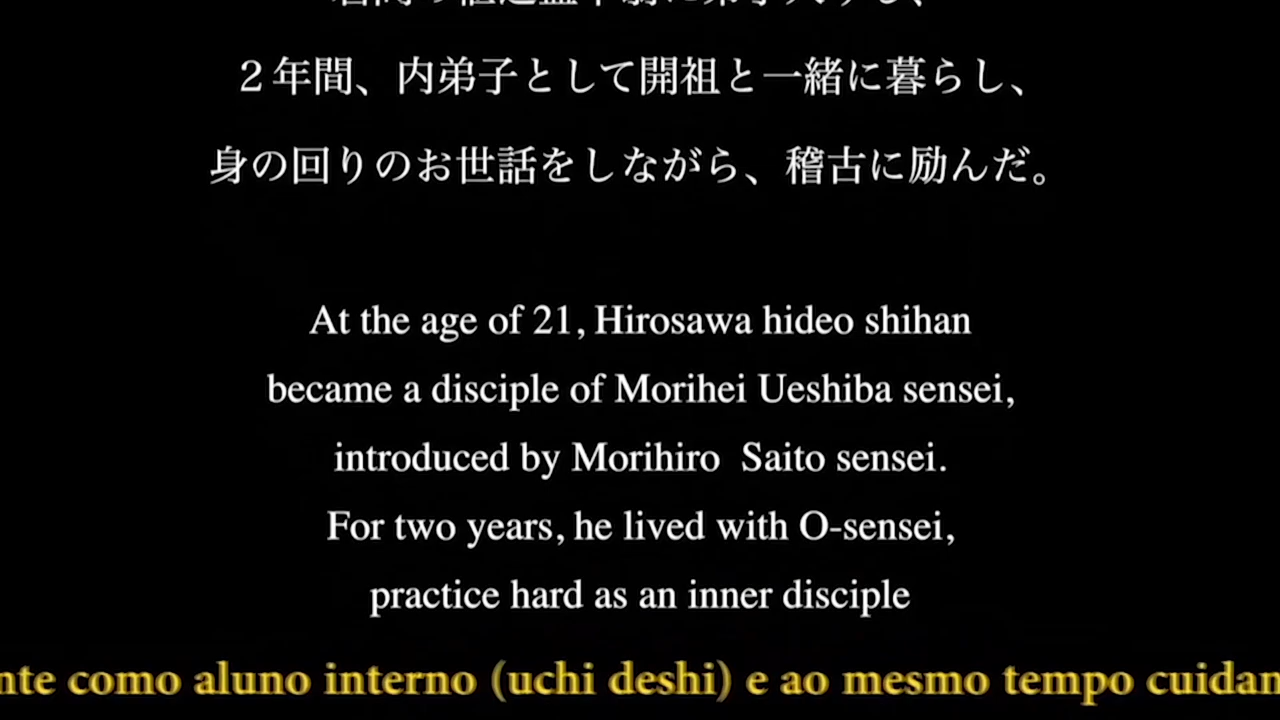 ２年間、内弟子として開祖と一緒に暮らし、
身の回りのお世話をしながら、稽古に励んだ。
At the age of 21, Hirosawa hideo shihan
became a disciple of Morihei Ueshiba sensei,
introduced by Morihiro  Saito sensei.
For two years, he lived with O-sensei,
practice hard as an inner disciple
como aluno interno (uchi deshi) e ao mesmo tempo